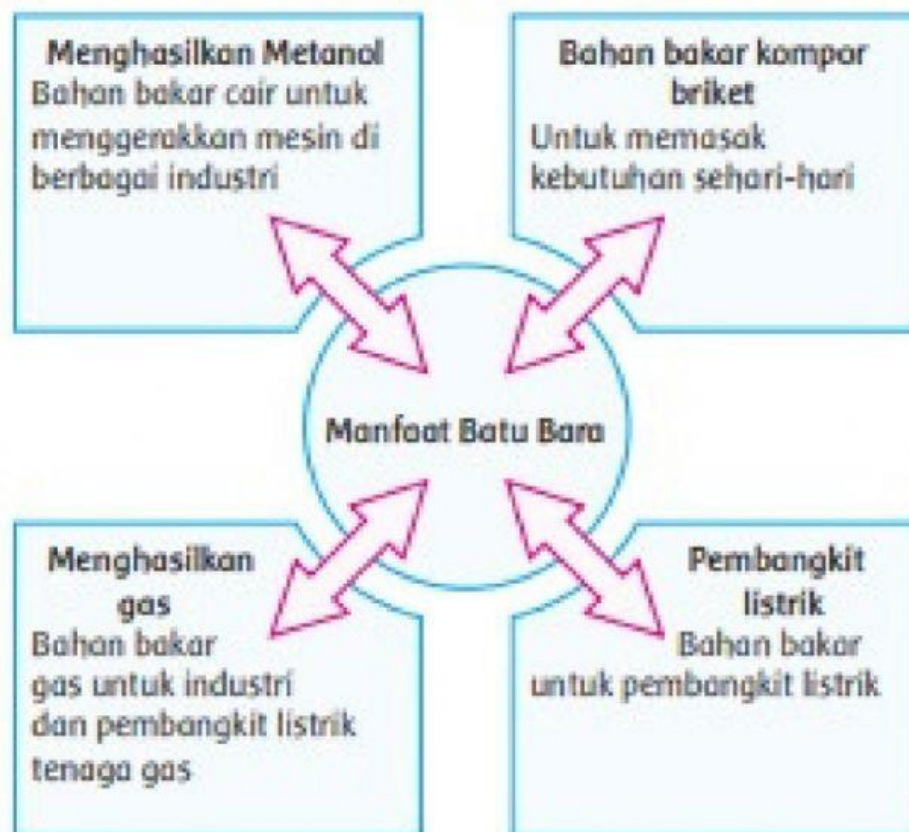 Menghasilkan Metanol
Bahan bakar cair untuk
menggerakkan mesin di
berbagai industri
Bahan bakar kompor
briket
Untuk memasak
kebutuhan sehari-hari
Manfaat Batu Bara
Menghasilkan
gas
Bahan bakar
gas untuk industri
dan pembangkit listrik
tenaga gas
Pembangkit
listrik
Bahan bakar
untuk pembangkit listrik